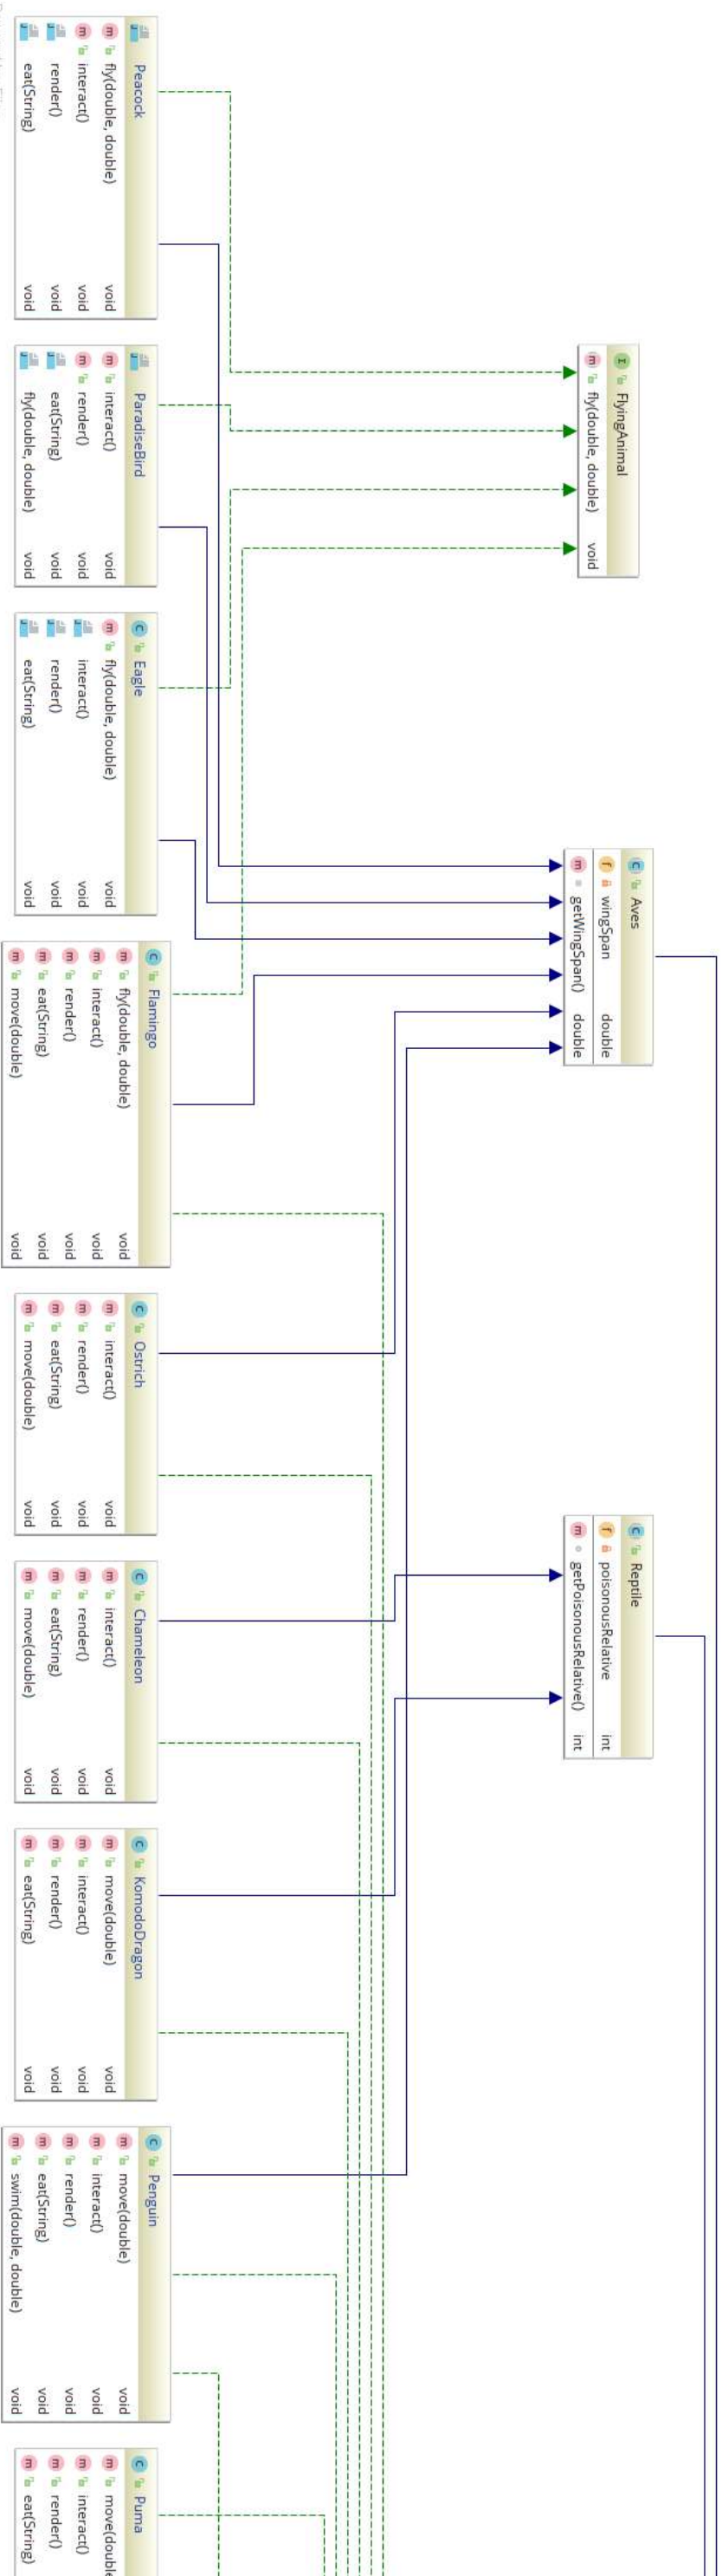 FlyingAnimal
fly(double, double) void
Aves
wingSpan double
getWingSpan() double
Reptile
poisonousRelative int
getPoisonousRelative() int
Peacock
fly(double, double) void
interact() void
render() void
eat(String) void
ParadiseBird
interact() void
render() void
eat(String) void
fly(double, double) void
Eagle
fly(double, double) void
interact() void
render() void
eat(String) void
Flamingo
fly(double, double) void
interact() void
render() void
eat(String) void
move(double) void
Ostrich
interact() void
render() void
eat(String) void
move(double) void
Chameleon
interact() void
render() void
eat(String) void
move(double) void
KomodoDragon
move(double) void
interact() void
render() void
eat(String) void
Penguin
move(double) void
interact() void
render() void
eat(String) void
swim(double, double) void
Puma
move(double
interact()
render()
eat(String)